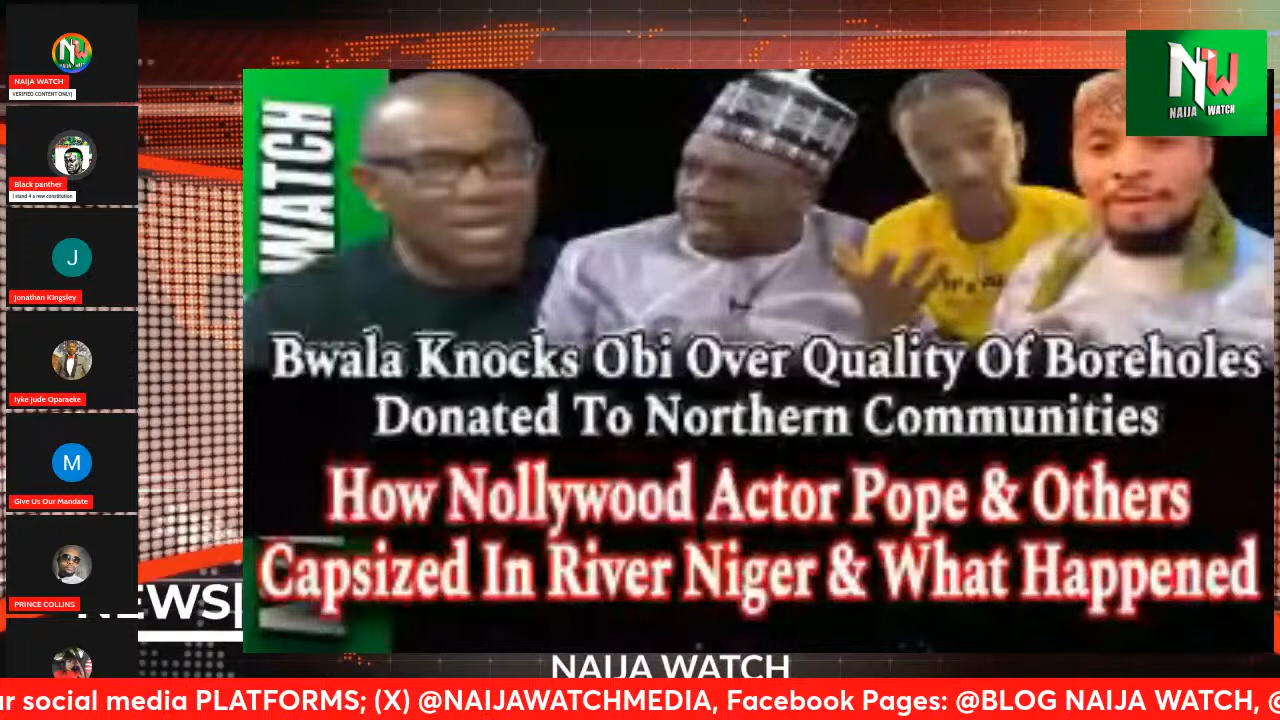 NAIJA WATCH
VERIFIED CONTENT ONLY)
Black panther
I stand 4 a new constitution
J
Jonathan Kingsley
Iyke Jude Oparaeke
M
Give Us Our Mandate
PRINCE COLLINS
NW
NAIJA WATCH
WATCH
Bwala Knocks Obi Over Quality Of Boreholes
Donated To Northern Communities
How Nollywood Actor Pope & Others
Capsized In River Niger & What Happened
NEWS
NAIJA WATCH
ur social media PLATFORMS; (X) @NAIJAWATCHMEDIA, Facebook Pages: @BLOG NAIJA WATCH, @